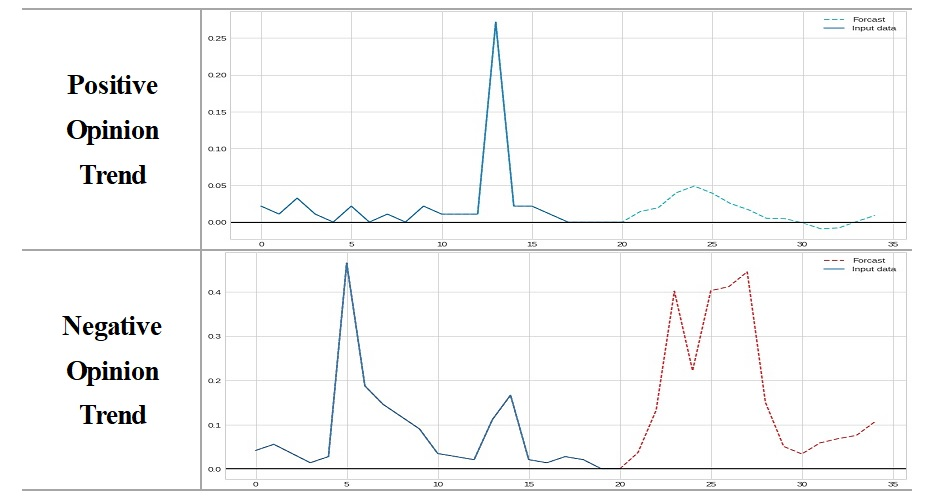 Positive
Opinion
Trend
Forcast
Input data
0.25
0.20
0.15
0.10
0.05
0.00
0 5 10 15 20 25 30 35
Negative
Opinion
Trend
Forcast
Input data
0.4
0.3
0.2
0.1
0.0
0 5 10 15 20 25 30 35